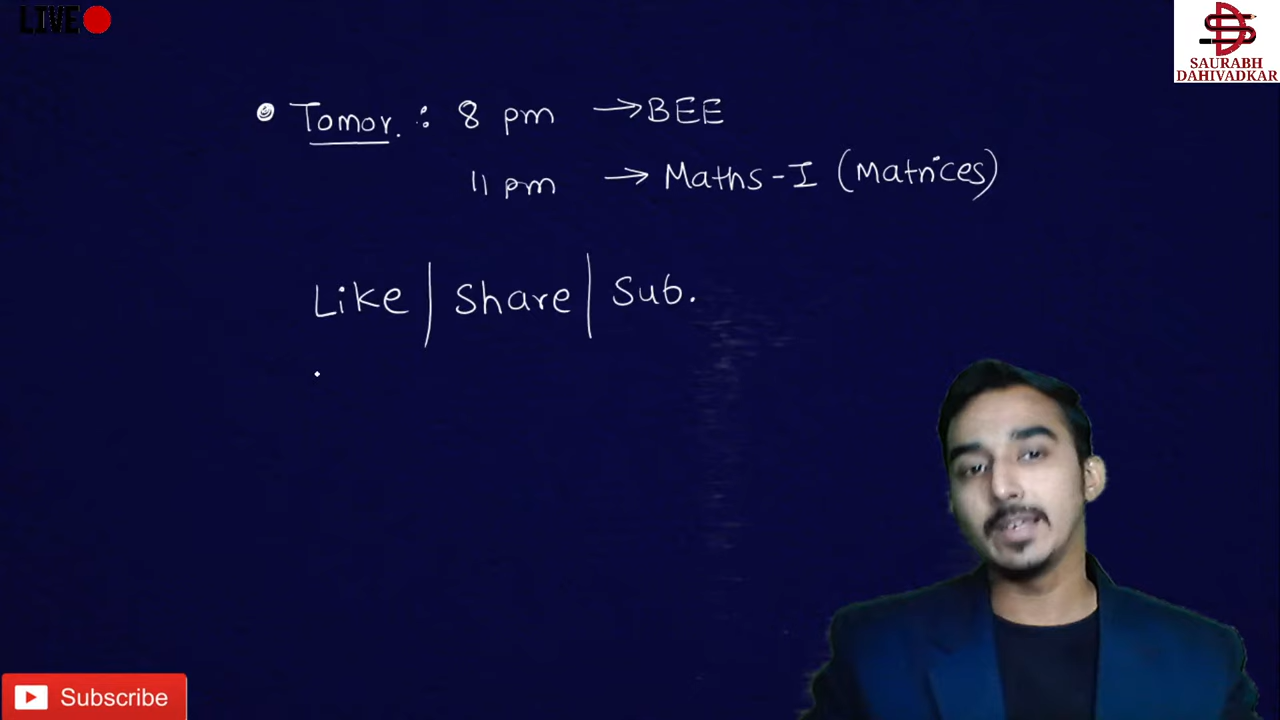 LIVE
SAURABH
DAHIVADKAR
Tomor. : 8 pm → BEE
11 pm → Maths-I (Matrices)
Like | Share | Sub.
Subscribe